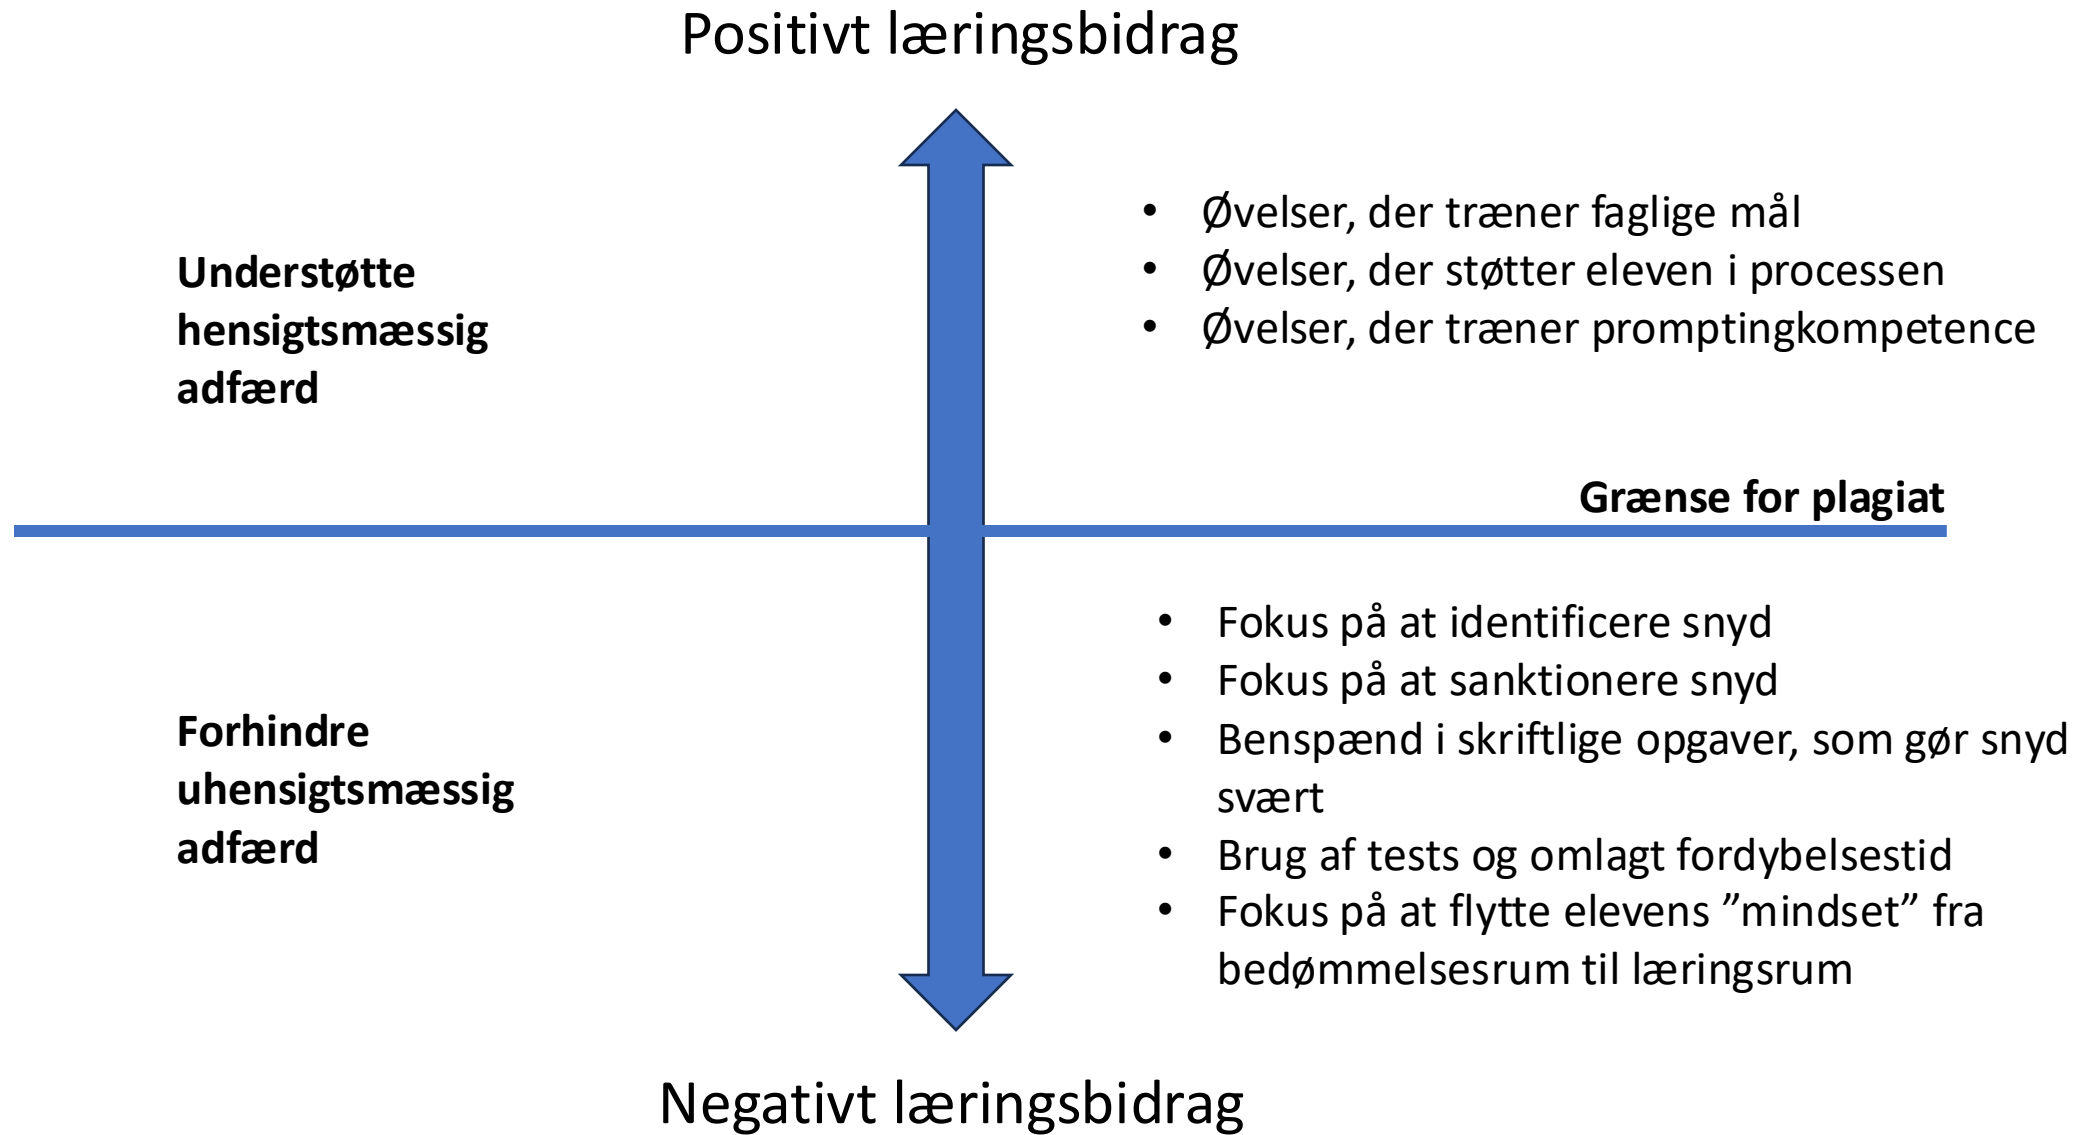 Positivt læringsbidrag
Understøtte
hensigtsmæssig
adfærd
• Øvelser, der træner faglige mål
• Øvelser, der støtter eleven i processen
• Øvelser, der træner promptingkompetence
Grænse for plagiat
Forhindre
uhensigtsmæssig
adfærd
• Fokus på at identificere snyd
• Fokus på at sanktionere snyd
• Benspænd i skriftlige opgaver, som gør snyd
svært
• Brug af tests og omlagt fordybelsestid
• Fokus på at flytte elevens ”mindset” fra
bedømmelsesrum til læringsrum
Negativt læringsbidrag